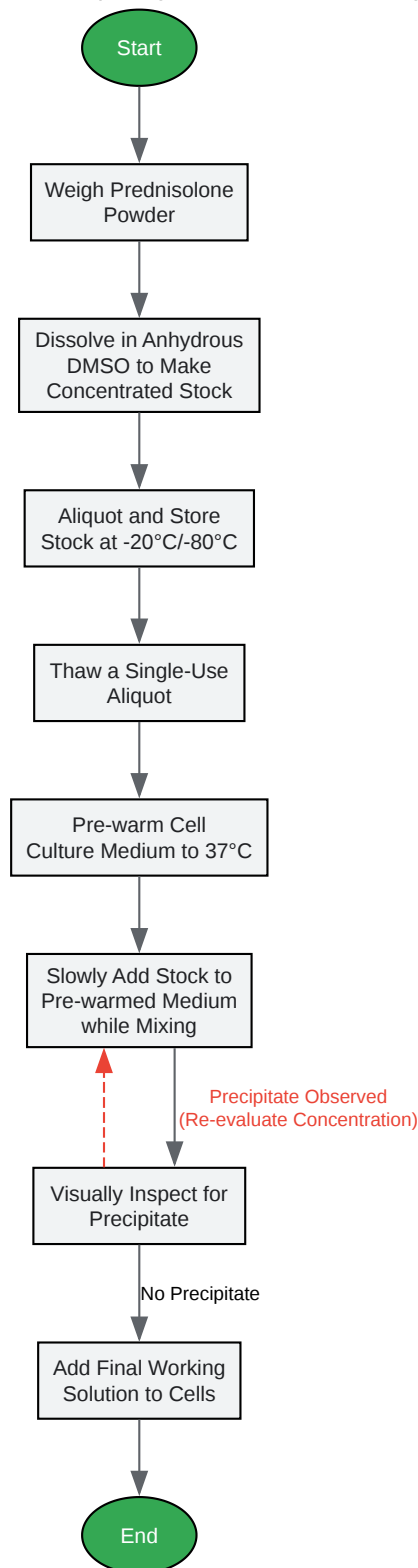 Start
Weigh Prednisolone
Powder
Dissolve in Anhydrous
DMSO to Make
Concentrated Stock
Aliquot and Store
Stock at -20°C/-80°C
Thaw a Single-Use
Aliquot
Pre-warm Cell
Culture Medium to 37°C
Slowly Add Stock to
Pre-warmed Medium
while Mixing
Precipitate Observed
(Re-evaluate Concentration)
Visually Inspect for
Precipitate
No Precipitate
Add Final Working
Solution to Cells
End